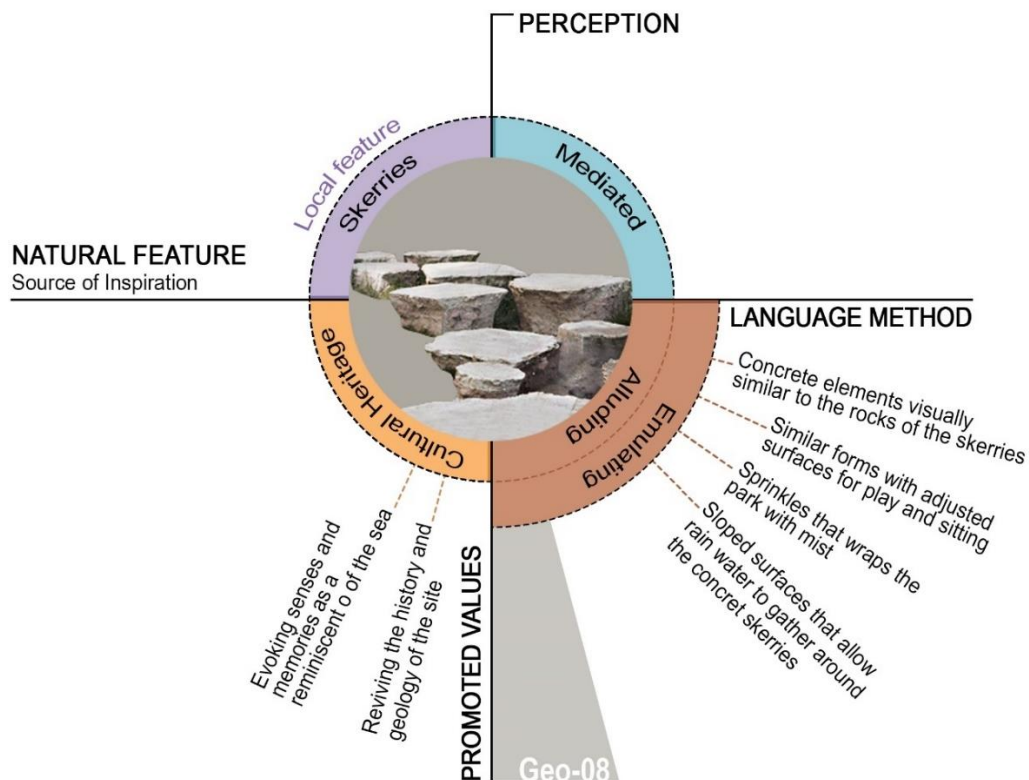 PERCEPTION
Local feature
Skerries
Mediated
NATURAL FEATURE
Source of Inspiration
LANGUAGE METHOD
Cultural Heritage
Alluding
Emulating
Concrete elements visually
similar to the rocks of the skerries
Similar forms with adjusted
surfaces for play and sitting
Sprinkles that wraps the
park with mist
Sloped surfaces that allow
rain water to gather around
the concret skerries
Evoking senses and
memories as a
reminiscent o of the sea
Reviving the history and
geology of the site
PROMOTED VALUES
Geo-08